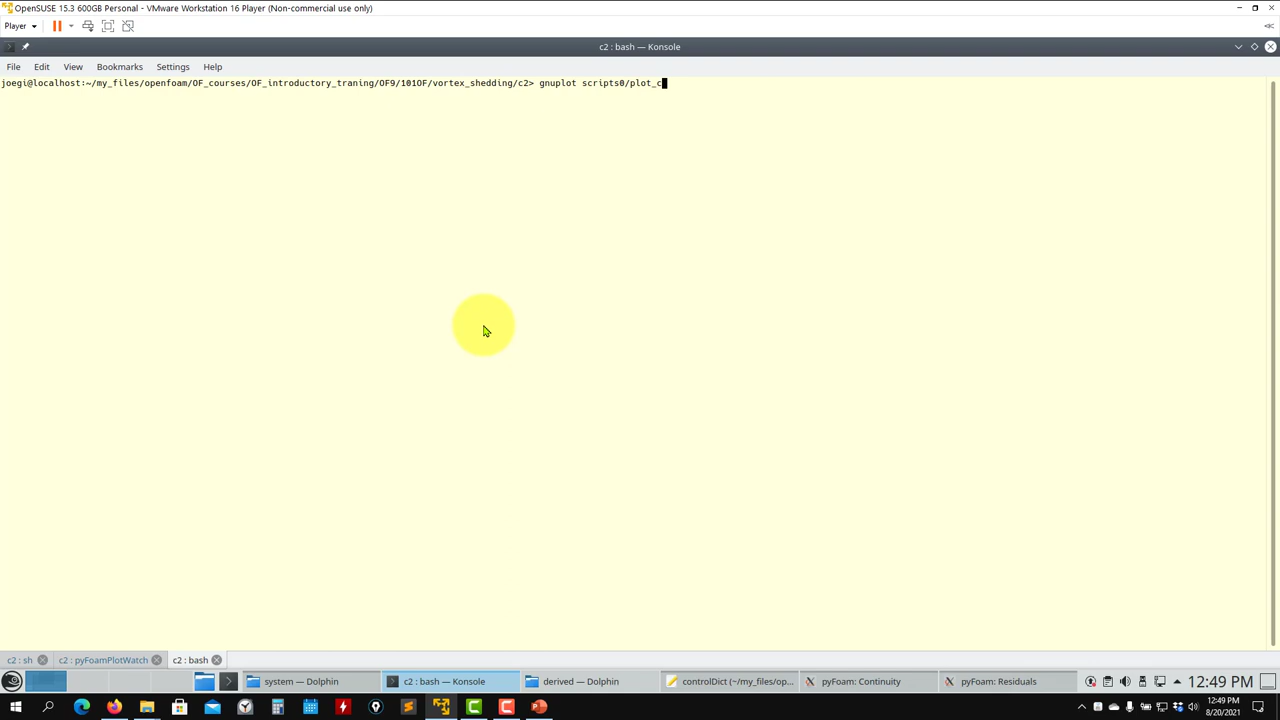 OpenSUSE 15.3 600GB Personal - VMware Workstation 16 Player (Non-commercial use only)
Player
c2 : bash — Konsole
File Edit View Bookmarks Settings Help
joegi@localhost:~/my_files/openfoam/OF_courses/OF_introductory_traning/OF9/101OF/vortex_shedding/c2> gnuplot scripts0/plot_c
c2 : sh c2 : pyFoamPlotWatch c2 : bash
system — Dolphin c2 : bash — Konsole derived — Dolphin controlDict (~/my_files/op... pyFoam: Continuity pyFoam: Residuals 12:49 PM
12:49 PM
8/20/2021